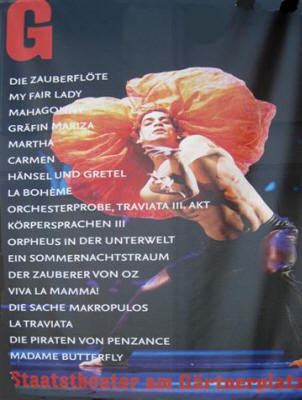 G
DIE ZAUBERFLÖTE
MY FAIR LADY
MAHAGONNY
GRÄFIN MARIZA
MARTHA
CARMEN
HÄNSEL UND GRETEL
LA BOHÈME
ORCHESTERPROBE, TRAVIATA III. AKT
KÖRPERSPRACHEN III
ORPHEUS IN DER UNTERWELT
EIN SOMMERNACHTSTRAUM
DER ZAUBERER VON OZ
VIVA LA MAMMA!
DIE SACHE MAKROPULOS
LA TRAVIATA
DIE PIRATEN VON PENZANCE
MADAME BUTTERFLY
Staatstheater am Gärtnerplatz